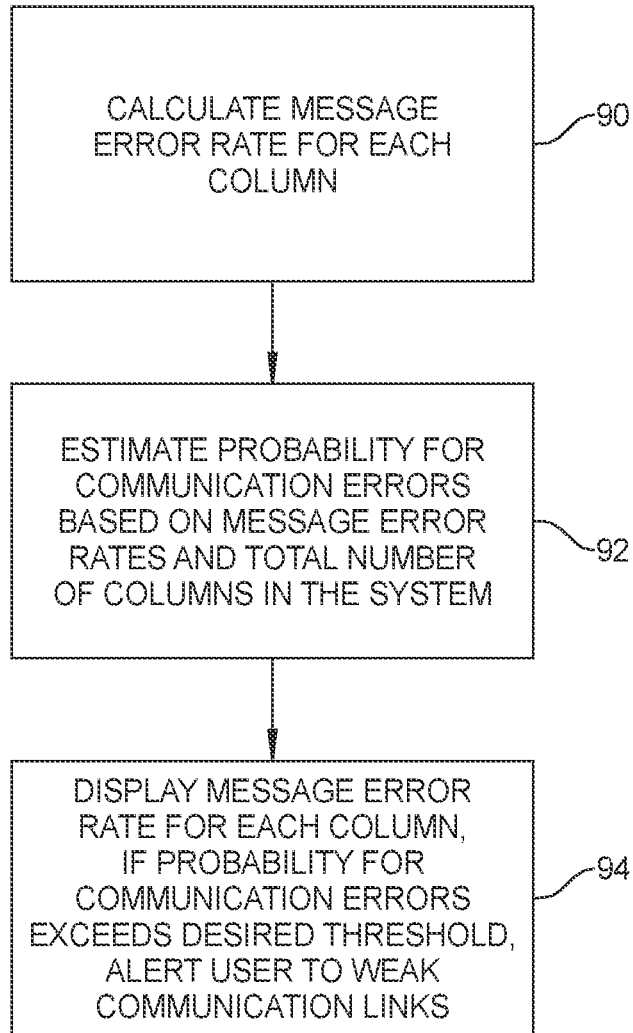 CALCULATE MESSAGE
ERROR RATE FOR EACH
COLUMN
90
ESTIMATE PROBABILITY FOR
COMMUNICATION ERRORS
BASED ON MESSAGE ERROR
RATES AND TOTAL NUMBER
OF COLUMNS IN THE SYSTEM
92
DISPLAY MESSAGE ERROR
RATE FOR EACH COLUMN,
IF PROBABILITY FOR
COMMUNICATION ERRORS
EXCEEDS DESIRED THRESHOLD,
ALERT USER TO WEAK
COMMUNICATION LINKS
94